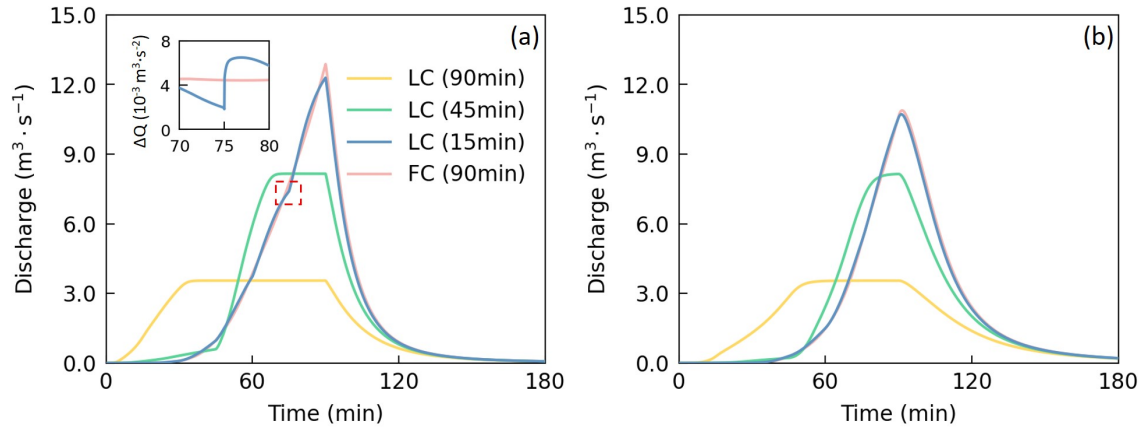 15.0
12.0
9.0
6.0
3.0
0.0
Discharge (m³ · s⁻¹)
0
60
120
180
Time (min)
(a)
8
4
0
ΔQ (10⁻³ m³·s⁻²)
70
75
80
LC (90min)
LC (45min)
LC (15min)
FC (90min)
15.0
12.0
9.0
6.0
3.0
0.0
Discharge (m³ · s⁻¹)
0
60
120
180
Time (min)
(b)